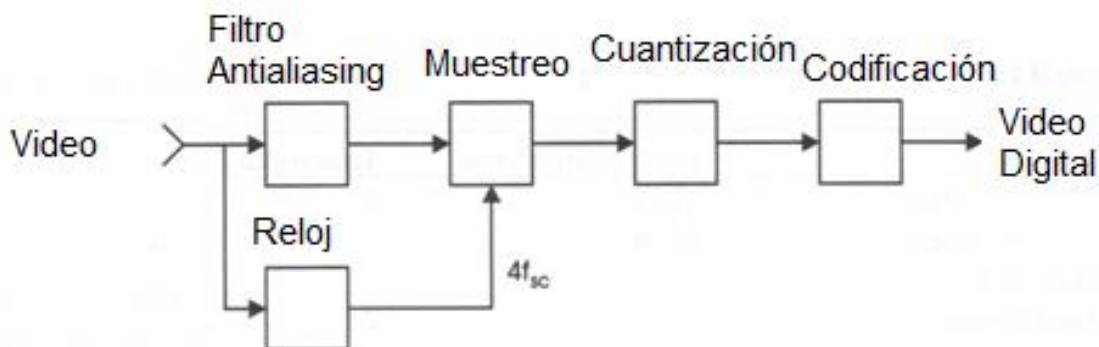 Filtro
Antialiasing
Muestreo
Cuantización
Codificación
Video
Video
Digital
Reloj
4fsc